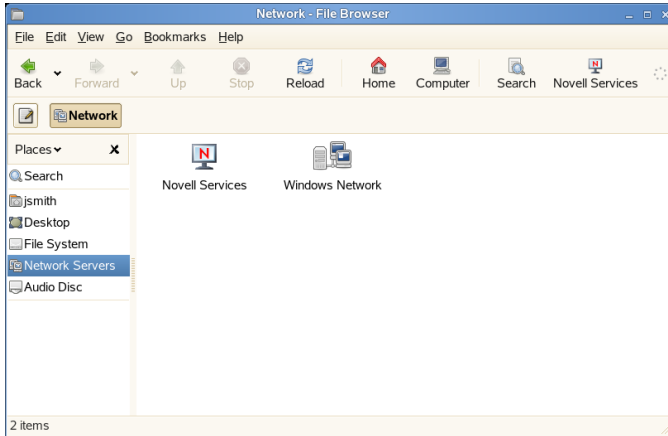 Network - File Browser
File Edit View Go Bookmarks Help
Back Forward Up Stop Reload Home Computer Search Novell Services
Network
Places
Search
jsmith
Desktop
File System
Network Servers
Audio Disc
N
Novell Services
Windows Network
2 items